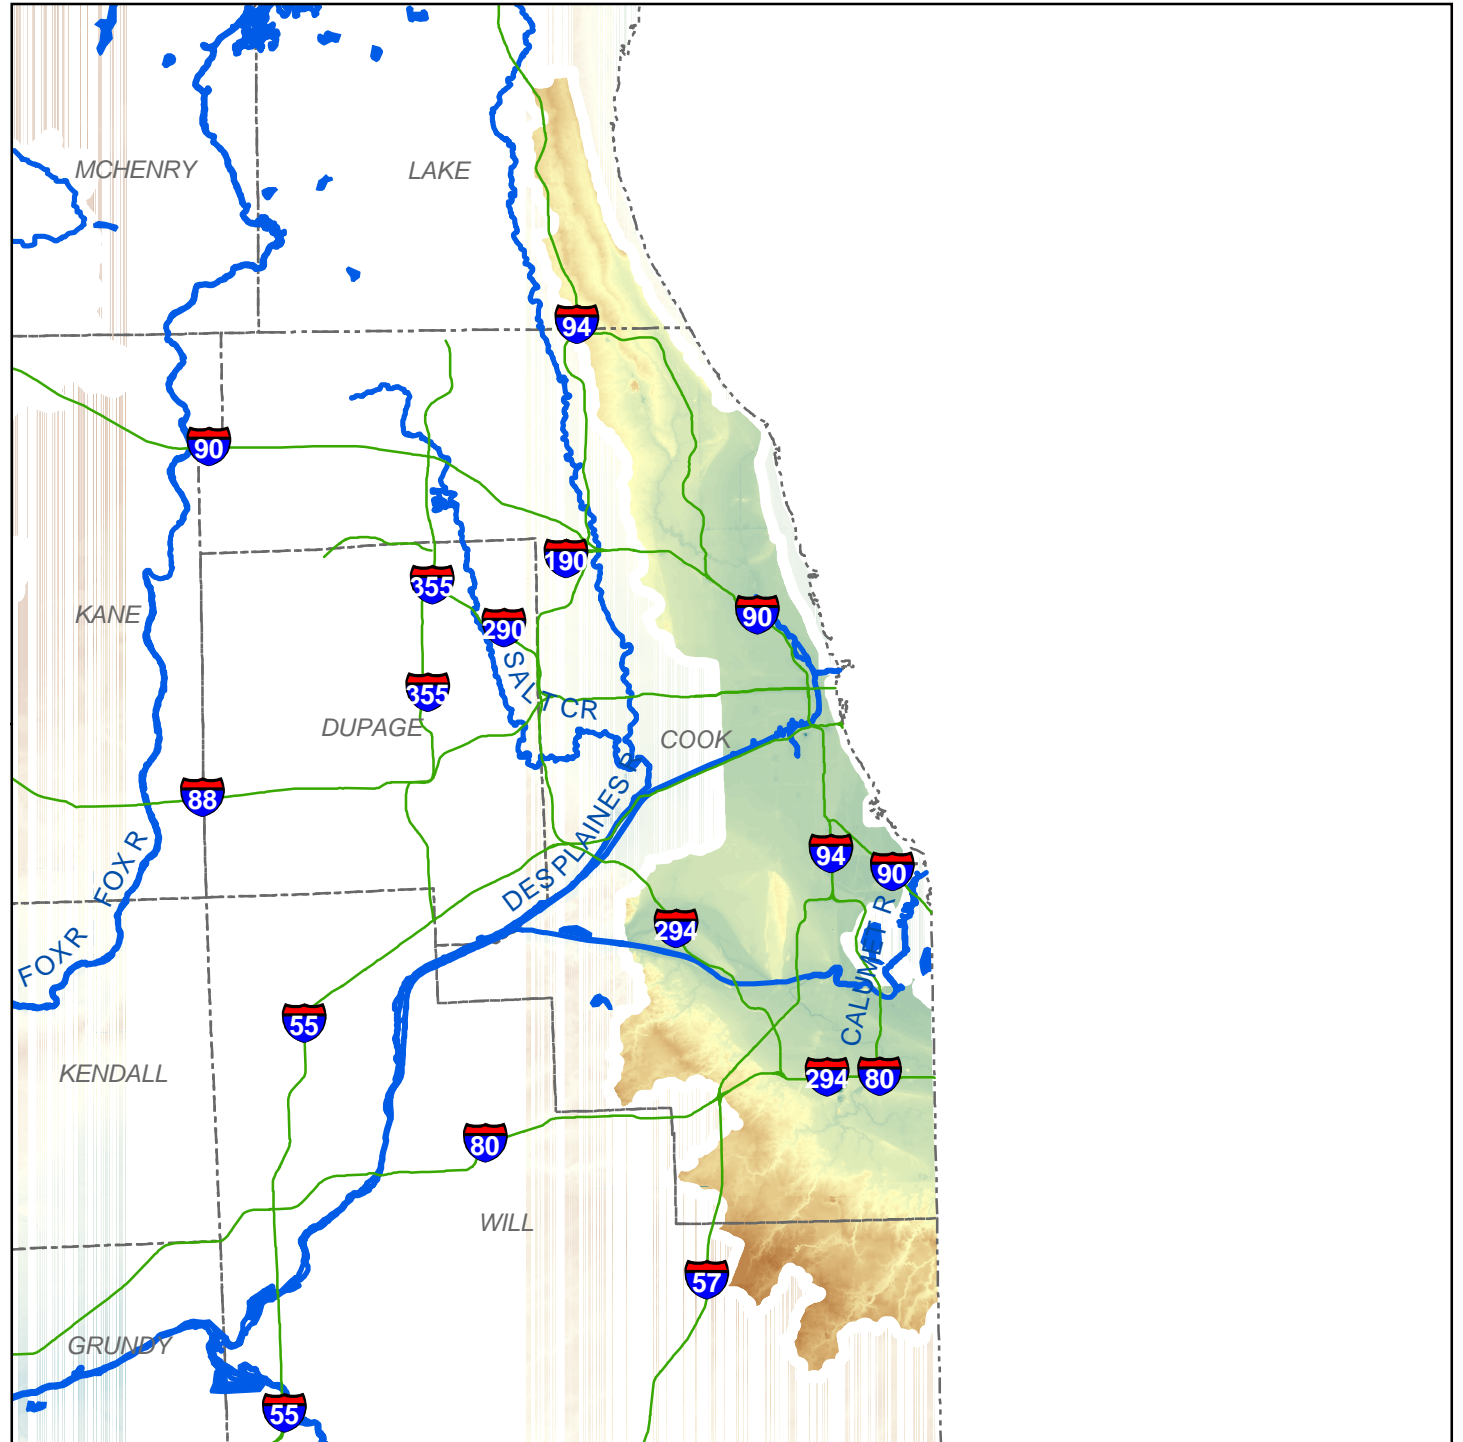 MCHENRY
LAKE
94
90
190
355
290
90
KANE
SALT CR
355
DUPAGE
COOK
88
DESPLAINES R
FOX R
94
90
FOX R
294
CALUMET R
55
KENDALL
294
80
80
WILL
57
GRUNDY
55